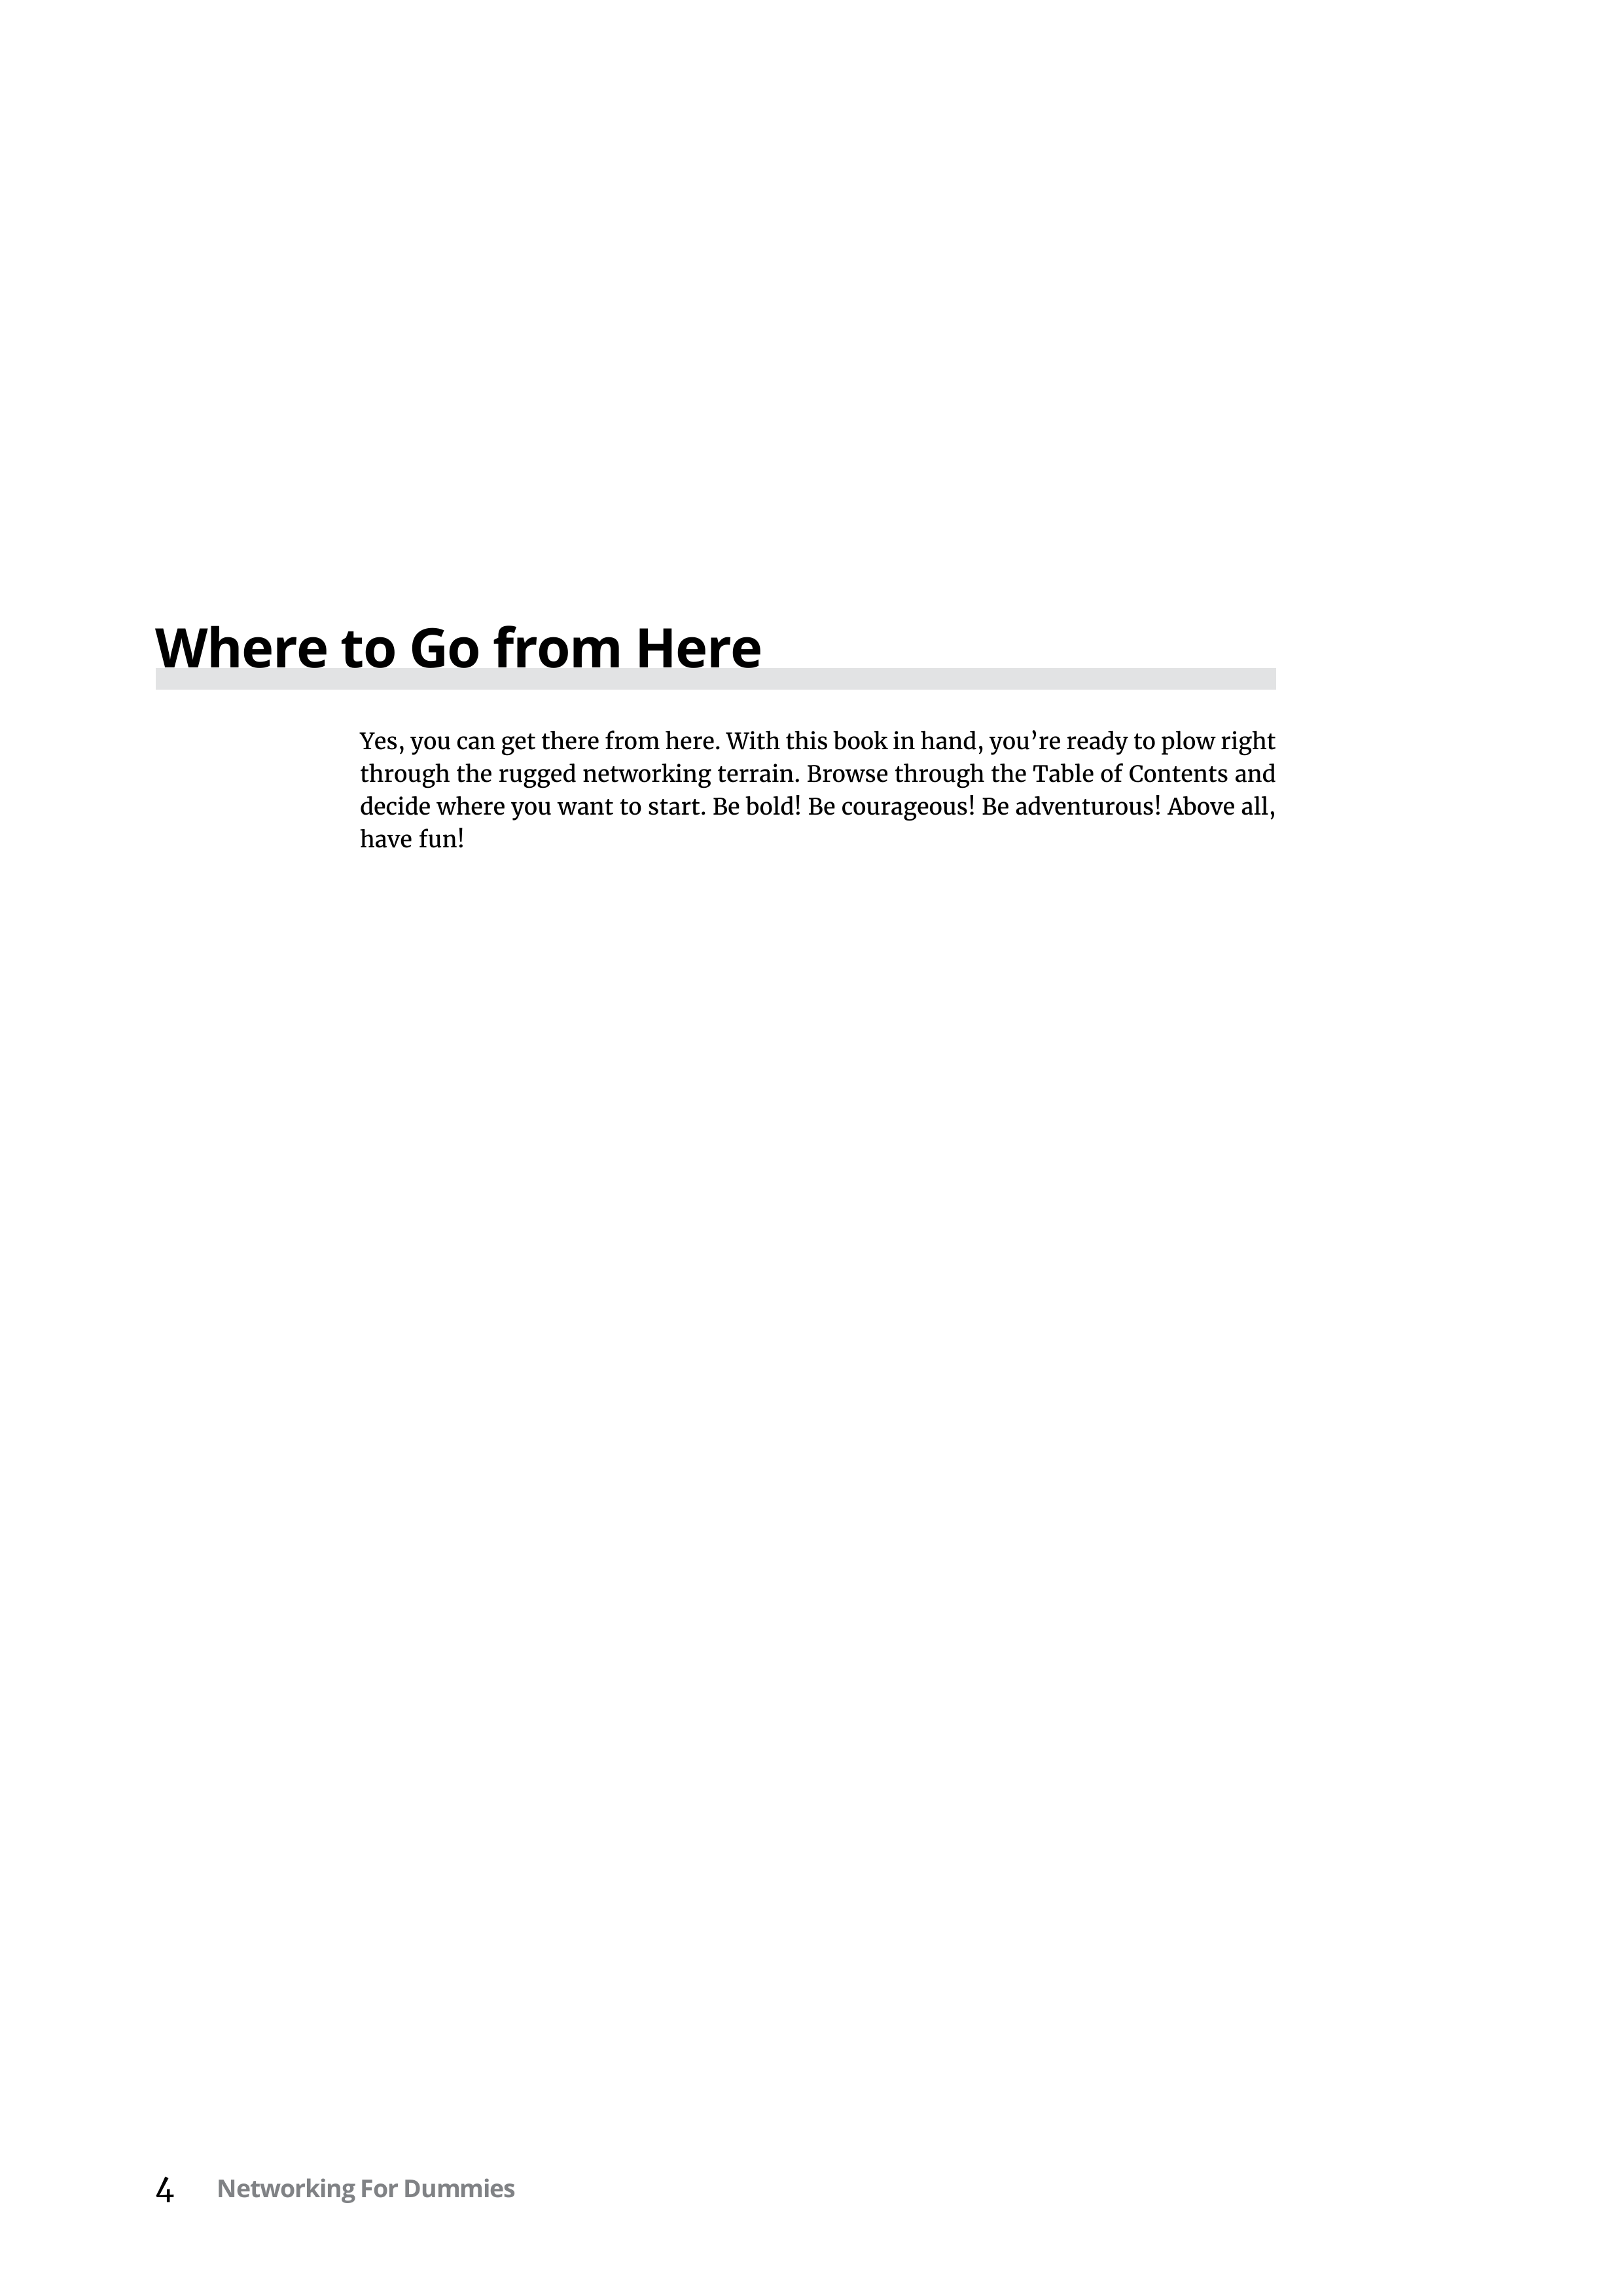 Where to Go from Here
Yes, you can get there from here. With this book in hand, you’re ready to plow right
through the rugged networking terrain. Browse through the Table of Contents and
decide where you want to start. Be bold! Be courageous! Be adventurous! Above all,
have fun!
4 Networking For Dummies